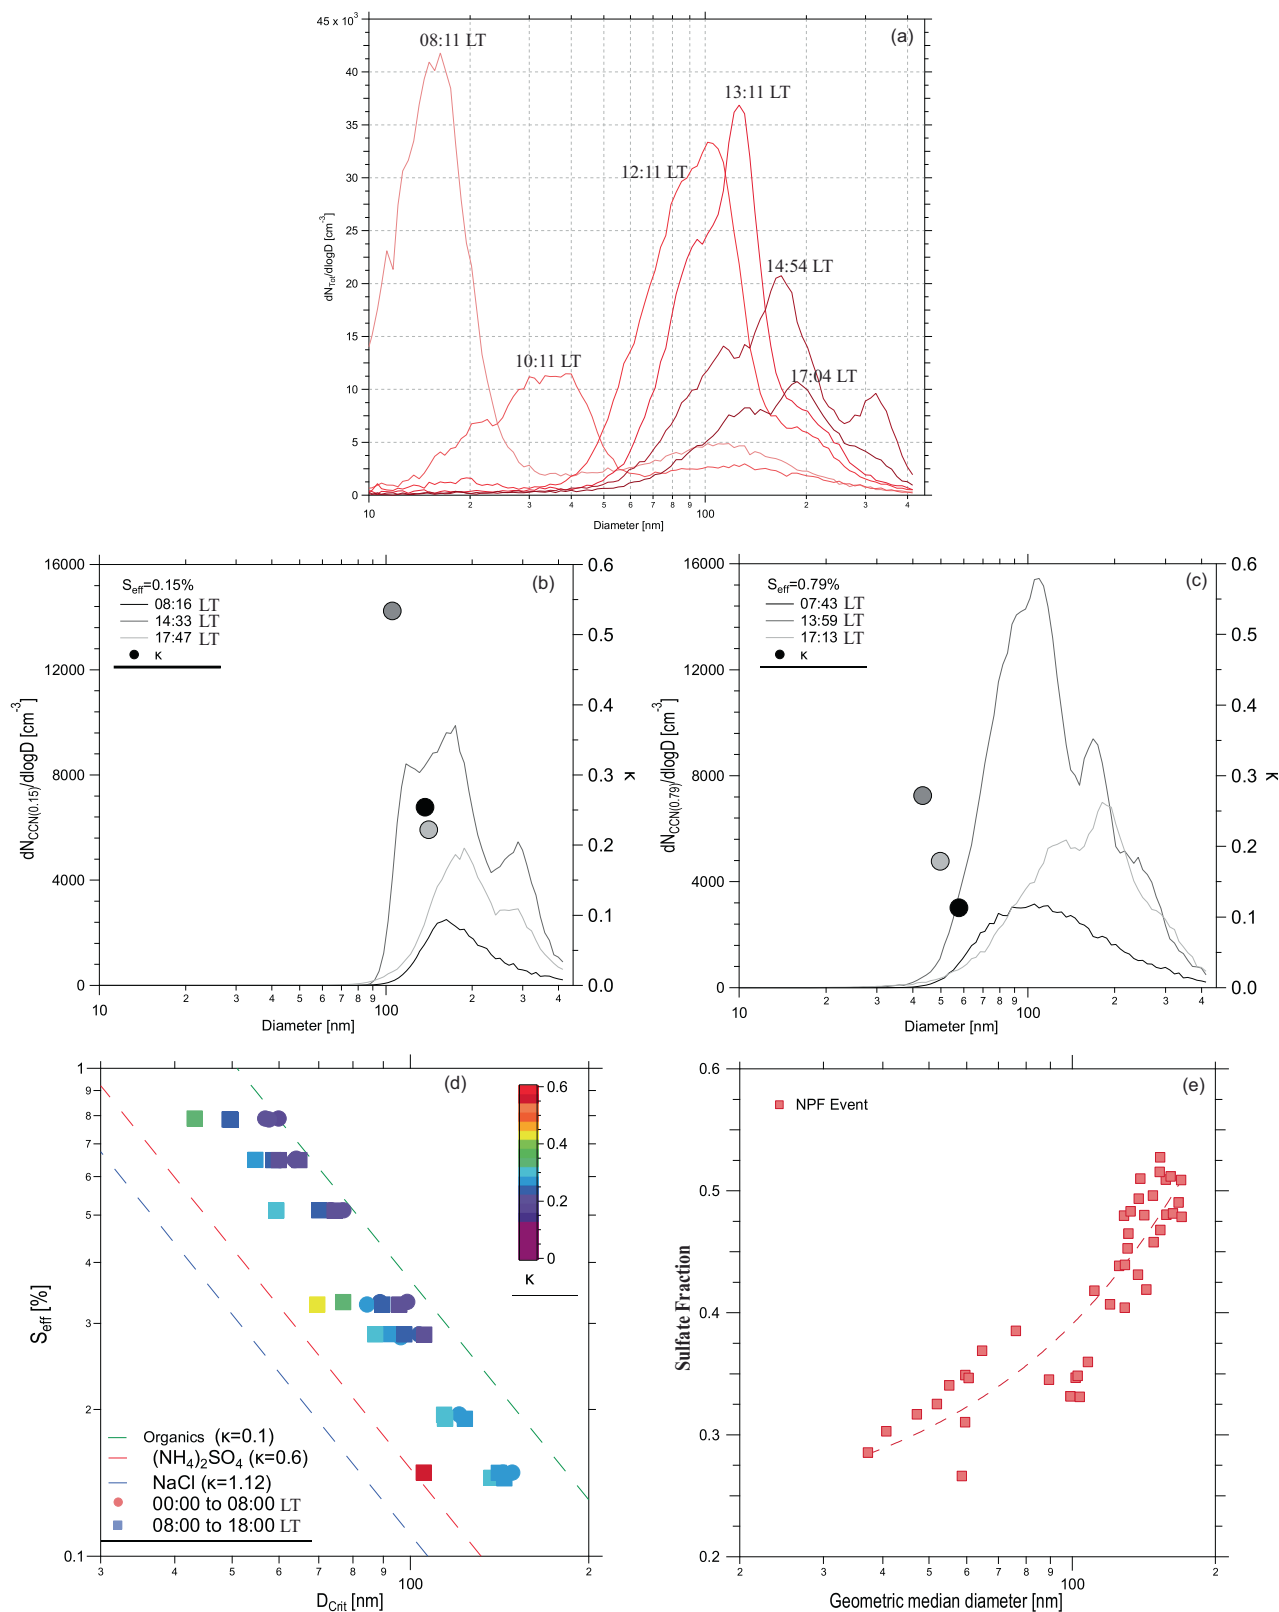 (a)
45 x 10³
40
35
30
25
20
15
10
5
0
dN_Tot/dlogD [cm⁻³]
08:11 LT
13:11 LT
12:11 LT
14:54 LT
10:11 LT
17:04 LT
10 2 3 4 5 6 7 8 9 100 2 3 4
Diameter [nm]
(b)
S_eff=0.15%
08:16 LT
14:33 LT
17:47 LT
κ
16000
12000
8000
4000
0
dN_CCN(0.15)/dlogD [cm⁻³]
0.6
0.5
0.4
0.3
0.2
0.1
0.0
κ
10 2 3 4 5 6 7 8 9 100 2 3 4
Diameter [nm]
(c)
S_eff=0.79%
07:43 LT
13:59 LT
17:13 LT
κ
16000
12000
8000
4000
0
dN_CCN(0.79)/dlogD [cm⁻³]
0.6
0.5
0.4
0.3
0.2
0.1
0.0
κ
10 2 3 4 5 6 7 8 9 100 2 3 4
Diameter [nm]
(d)
1
9
8
7
6
5
4
3
2
0.1
S_eff [%]
0.6
0.4
0.2
0
κ
Organics (κ=0.1)
(NH₄)₂SO₄ (κ=0.6)
NaCl (κ=1.12)
00:00 to 08:00 LT
08:00 to 18:00 LT
3 4 5 6 7 8 9 100 2
D_Crit [nm]
(e)
NPF Event
0.6
0.5
0.4
0.3
0.2
Sulfate Fraction
2 3 4 5 6 7 8 9 100 2
Geometric median diameter [nm]